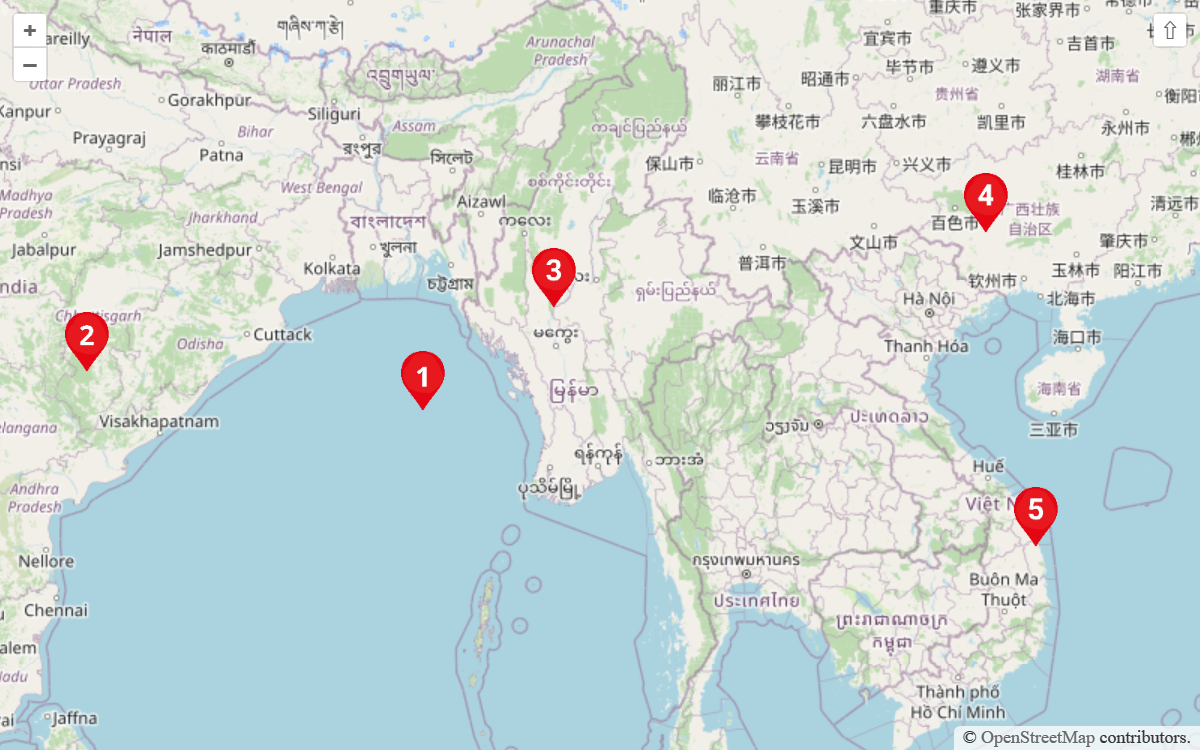 +
−
⇧
重庆市
张家界市
常德市
नेपाल
གཞིས་ཀ་རྩེ
Arunachal
Pradesh
宜宾市
吉首市
काठमाडौँ
毕节市
遵义市
འབྲུག་ཡུལ་
丽江市
昭通市
湖南省
Uttar Pradesh
贵州省
衡阳
Gorakhpur
Kanpur
Siliguri
攀枝花市
六盘水市
凯里市
永州市
Assam
ကချင်ပြည်နယ်
Prayagraj
Bihar
Patna
রংপুর
সিলেট
保山市
云南省
昆明市
兴义市
桂林市
Madhya
Pradesh
West Bengal
စစ်ကိုင်းတိုင်း
临沧市
玉溪市
4
清远市
Aizawl
ကလေး
百色市
广西壮族
自治区
Jharkhand
বাংলাদেশ
Jabalpur
Jamshedpur
খুলনা
文山市
肇庆市
3
Kolkata
চট্টগ্রাম
普洱市
钦州市
玉林市
阳江市
ရှမ်းပြည်နယ်
Hà Nội
北海市
Chhattisgarh
2
Cuttack
Odisha
မကွေး
Thanh Hóa
海口市
1
မြန်မာ
海南省
Visakhapatnam
ວຽງຈັນ
ປະເທດລາວ
三亚市
ရန်ကုန်
ဘားအံ
Huế
ပုသိမ်မြို့
Andhra
Pradesh
Việt N
5
Nellore
กรุงเทพมหานคร
Buôn Ma
Thuột
Chennai
ประเทศไทย
ព្រះរាជាណាចក្រ
កម្ពុជា
Thành phố
Hồ Chí Minh
Jaffna
© OpenStreetMap contributors.